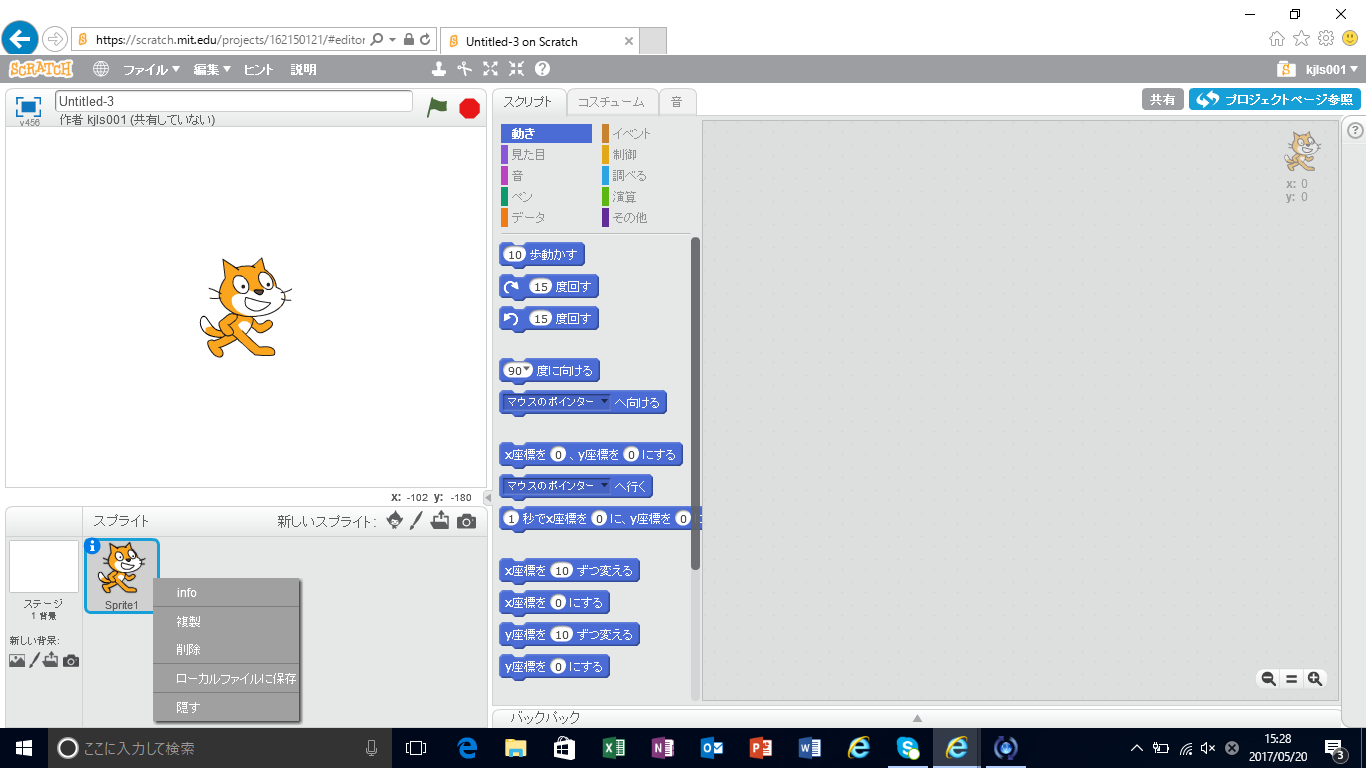 https://scratch.mit.edu/projects/162150121/#editor
Untitled-3 on Scratch
SCRATCH ファイル 編集 ヒント 説明
kjls001
v456
Untitled-3
作者 kjls001 (共有していない)
スクリプト コスチューム 音
共有 プロジェクトページ参照
動き イベント
見た目 制御
音 調べる
ペン 演算
データ その他
x: 0
y: 0
10 歩動かす
15 度回す
15 度回す
90 度に向ける
マウスのポインター へ向ける
x座標を 0 、y座標を 0 にする
マウスのポインター へ行く
1 秒でx座標を 0 に、y座標を 0 に
x座標を 10 ずつ変える
x座標を 0 にする
y座標を 10 ずつ変える
y座標を 0 にする
x: -102 y: -180
スプライト 新しいスプライト:
ステージ
1 背景
新しい背景:
Sprite1
info
複製
削除
ローカルファイルに保存
隠す
バックパック
ここに入力して検索
15:28
2017/05/20
3